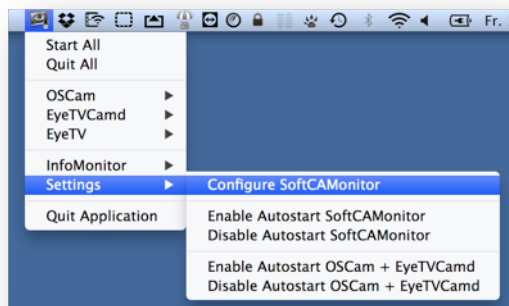 Fr.
Start All
Quit All
OSCam
EyeTVCamd
EyeTV
InfoMonitor
Settings
Configure SoftCAMonitor
Quit Application
Enable Autostart SoftCAMonitor
Disable Autostart SoftCAMonitor
Enable Autostart OSCam + EyeTVCamd
Disable Autostart OSCam + EyeTVCamd